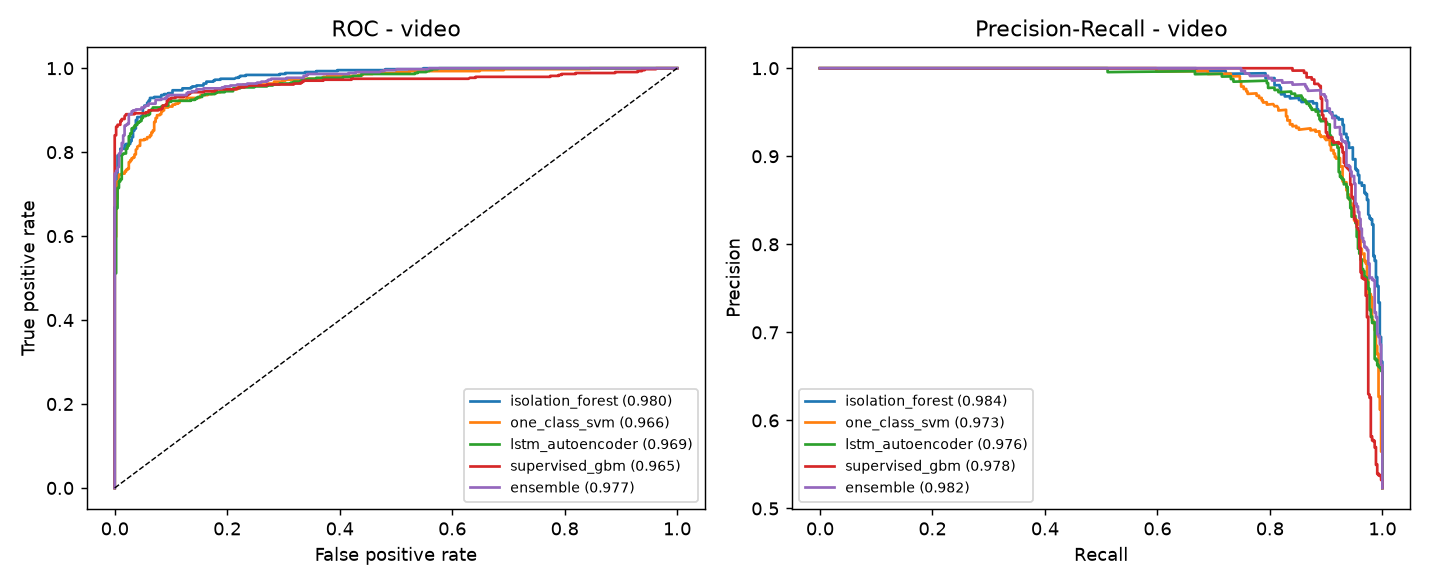 ROC - video
True positive rate
1.0
0.8
0.6
0.4
0.2
0.0
0.0 0.2 0.4 0.6 0.8 1.0
False positive rate
isolation_forest (0.980)
one_class_svm (0.966)
lstm_autoencoder (0.969)
supervised_gbm (0.965)
ensemble (0.977)
Precision-Recall - video
Precision
1.0
0.9
0.8
0.7
0.6
0.5
0.0 0.2 0.4 0.6 0.8 1.0
Recall
isolation_forest (0.984)
one_class_svm (0.973)
lstm_autoencoder (0.976)
supervised_gbm (0.978)
ensemble (0.982)